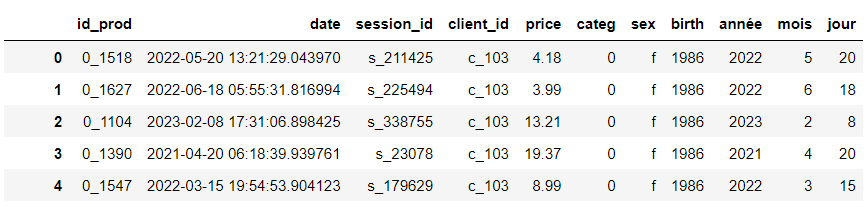 id_prod date session_id client_id price categ sex birth année mois jour
0 0_1518 2022-05-20 13:21:29.043970 s_211425 c_103 4.18 0 f 1986 2022 5 20
1 0_1627 2022-06-18 05:55:31.816994 s_225494 c_103 3.99 0 f 1986 2022 6 18
2 0_1104 2023-02-08 17:31:06.898425 s_338755 c_103 13.21 0 f 1986 2023 2 8
3 0_1390 2021-04-20 06:18:39.939761 s_23078 c_103 19.37 0 f 1986 2021 4 20
4 0_1547 2022-03-15 19:54:53.904123 s_179629 c_103 8.99 0 f 1986 2022 3 15